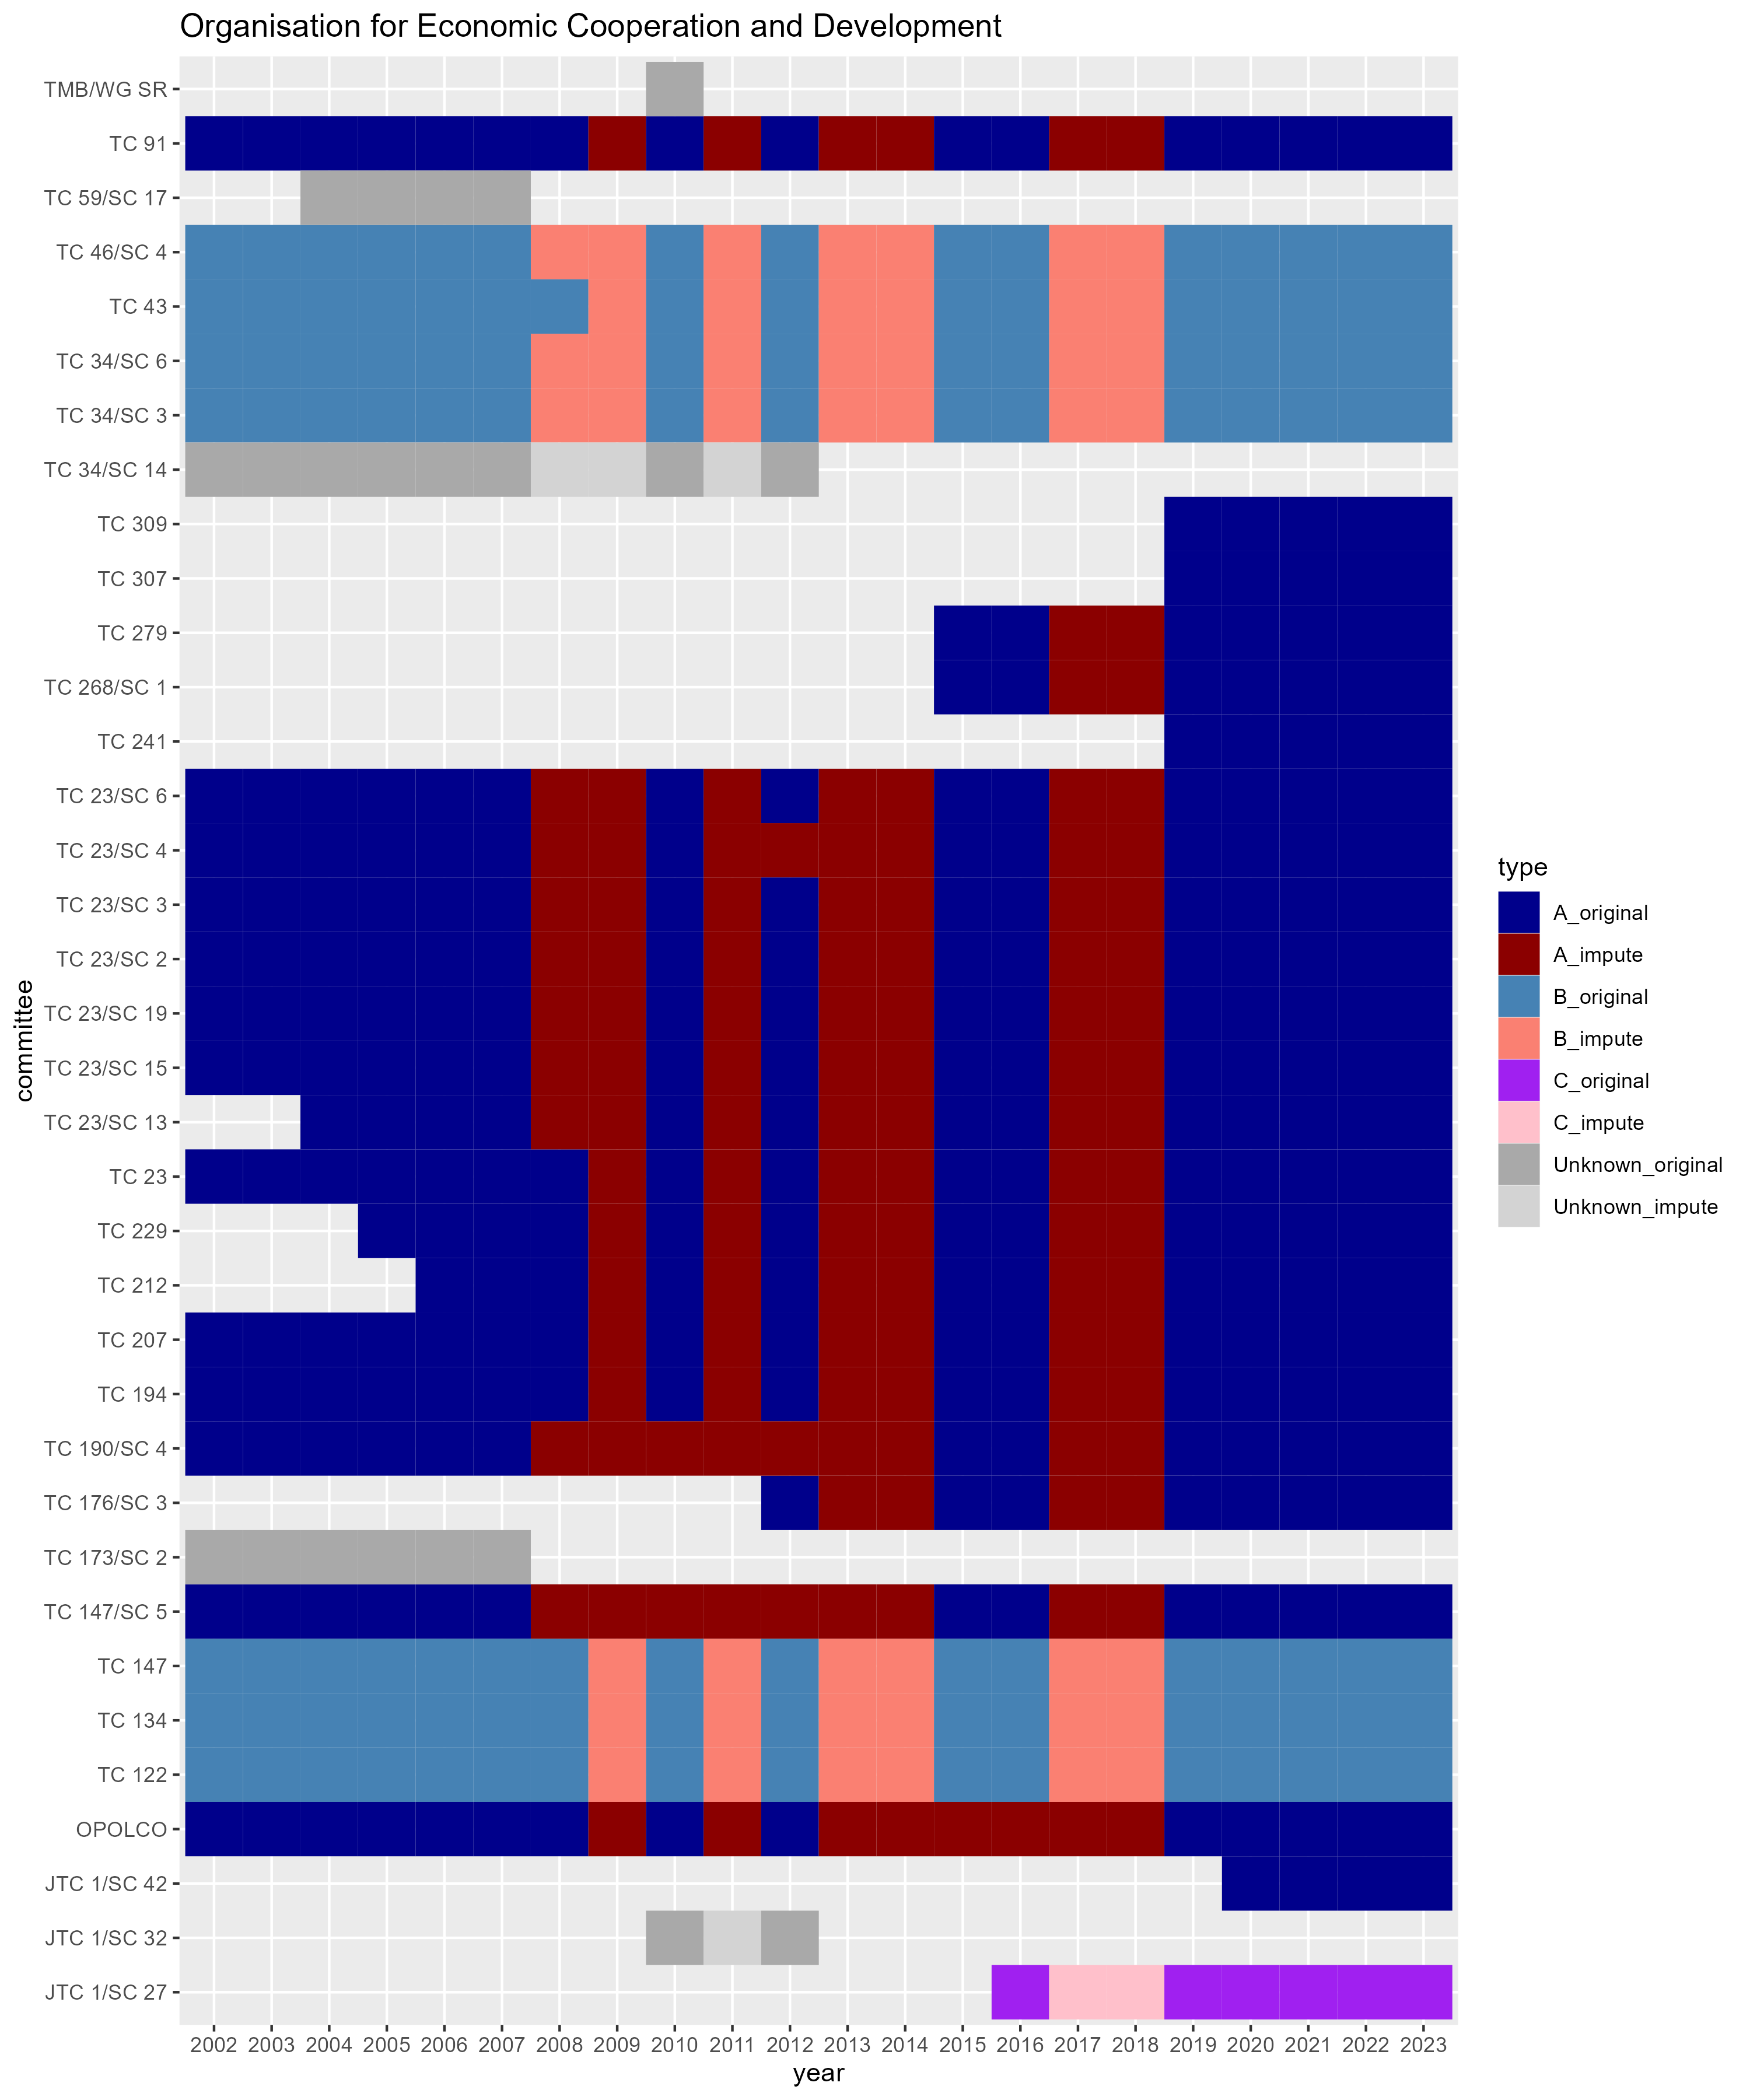 Organisation for Economic Cooperation and Development
TMB/WG SR
TC 91
TC 59/SC 17
TC 46/SC 4
TC 43
TC 34/SC 6
TC 34/SC 3
TC 34/SC 14
TC 309
TC 307
TC 279
TC 268/SC 1
TC 241
TC 23/SC 6
TC 23/SC 4
TC 23/SC 3
TC 23/SC 2
TC 23/SC 19
TC 23/SC 15
TC 23/SC 13
TC 23
TC 229
TC 212
TC 207
TC 194
TC 190/SC 4
TC 176/SC 3
TC 173/SC 2
TC 147/SC 5
TC 147
TC 134
TC 122
OPOLCO
JTC 1/SC 42
JTC 1/SC 32
JTC 1/SC 27
committee
2002 2003 2004 2005 2006 2007 2008 2009 2010 2011 2012 2013 2014 2015 2016 2017 2018 2019 2020 2021 2022 2023
year
type
A_original
A_impute
B_original
B_impute
C_original
C_impute
Unknown_original
Unknown_impute